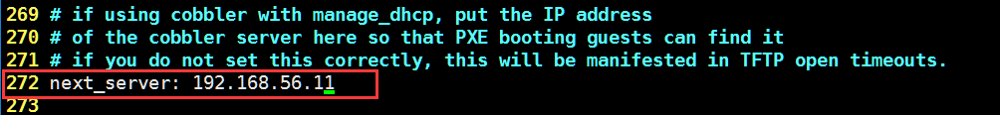 269 # if using cobbler with manage_dhcp, put the IP address
270 # of the cobbler server here so that PXE booting guests can find it
271 # if you do not set this correctly, this will be manifested in TFTP open timeouts.
272 next_server: 192.168.56.11
273